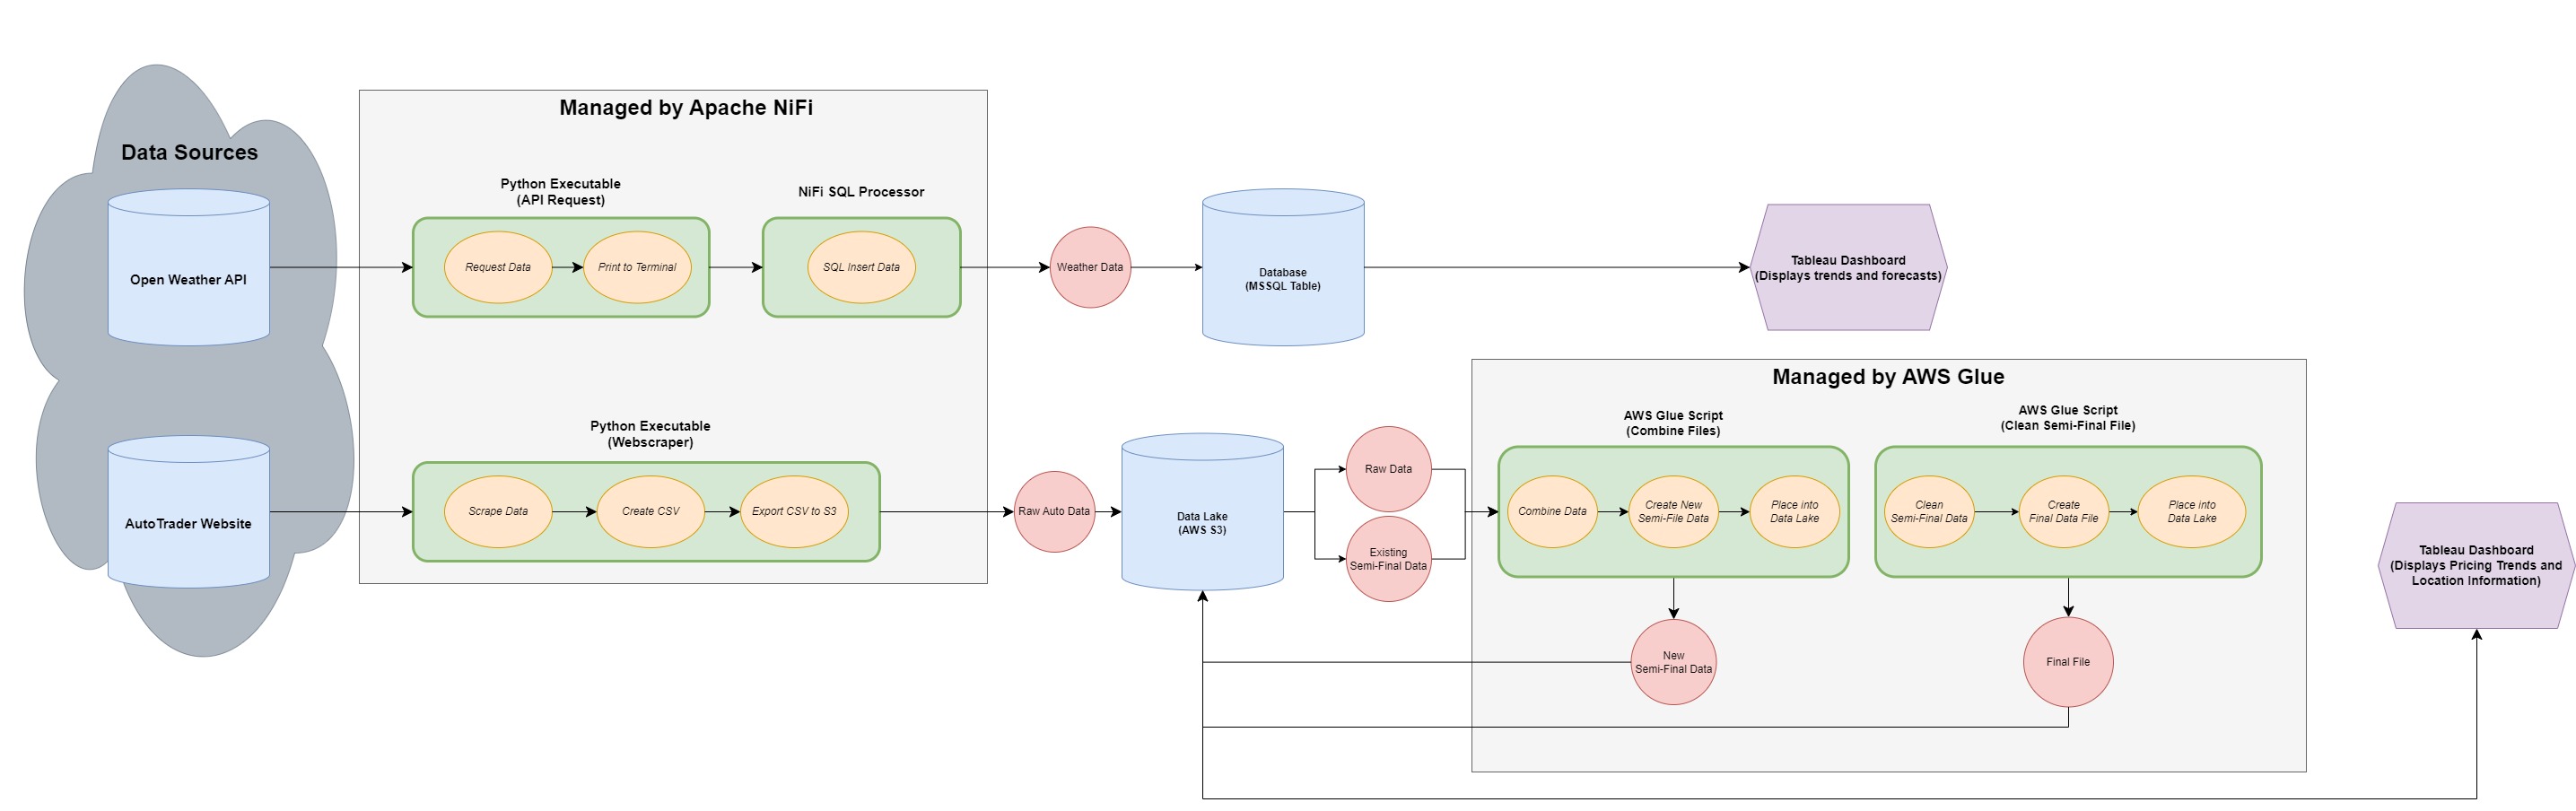 Data Sources
Open Weather API
AutoTrader Website
Managed by Apache NiFi
Python Executable
(API Request)
Request Data
Print to Terminal
NiFi SQL Processor
SQL Insert Data
Weather Data
Database
(MSSQL Table)
Tableau Dashboard
(Displays trends and forecasts)
Python Executable
(Webscraper)
Scrape Data
Create CSV
Export CSV to S3
Raw Auto Data
Data Lake
(AWS S3)
Raw Data
Existing
Semi-Final Data
Managed by AWS Glue
AWS Glue Script
(Combine Files)
Combine Data
Create New
Semi-File Data
Place into
Data Lake
New
Semi-Final Data
AWS Glue Script
(Clean Semi-Final File)
Clean
Semi-Final Data
Create
Final Data File
Place into
Data Lake
Final File
Tableau Dashboard
(Displays Pricing Trends and
Location Information)